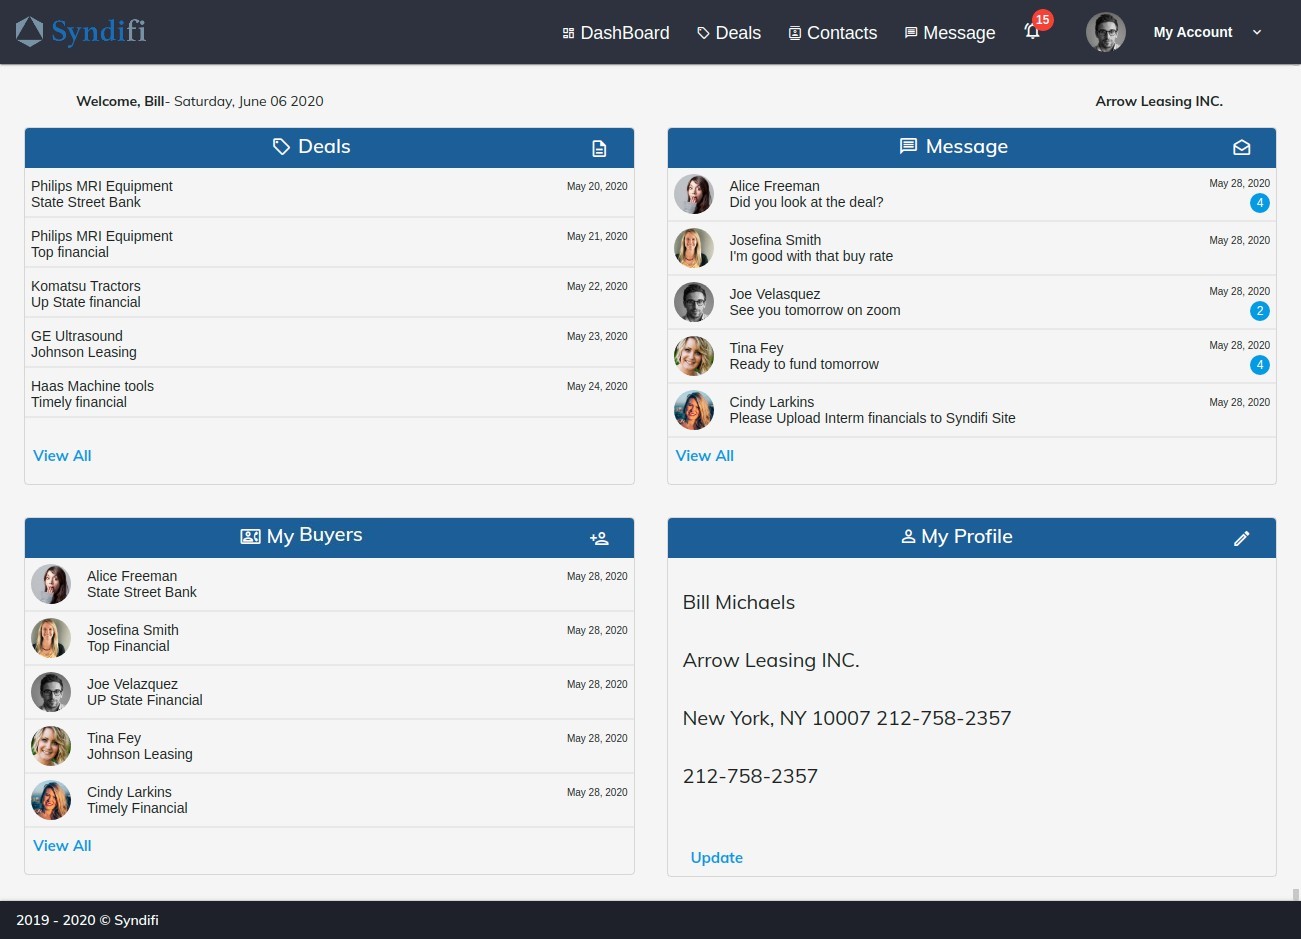 Syndifi
DashBoard
Deals
Contacts
Message
15
My Account
Welcome, Bill- Saturday, June 06 2020
Arrow Leasing INC.
Deals
Philips MRI Equipment
May 20, 2020
State Street Bank
Philips MRI Equipment
May 21, 2020
Top financial
Komatsu Tractors
May 22, 2020
Up State financial
GE Ultrasound
May 23, 2020
Johnson Leasing
Haas Machine tools
May 24, 2020
Timely financial
View All
Message
Alice Freeman
May 28, 2020
Did you look at the deal?
4
Josefina Smith
May 28, 2020
I'm good with that buy rate
Joe Velasquez
May 28, 2020
See you tomorrow on zoom
2
Tina Fey
May 28, 2020
Ready to fund tomorrow
4
Cindy Larkins
May 28, 2020
Please Upload Interm financials to Syndifi Site
View All
My Buyers
Alice Freeman
May 28, 2020
State Street Bank
Josefina Smith
May 28, 2020
Top Financial
Joe Velazquez
May 28, 2020
UP State Financial
Tina Fey
May 28, 2020
Johnson Leasing
Cindy Larkins
May 28, 2020
Timely Financial
View All
My Profile
Bill Michaels
Arrow Leasing INC.
New York, NY 10007 212-758-2357
212-758-2357
Update
2019 - 2020 © Syndifi